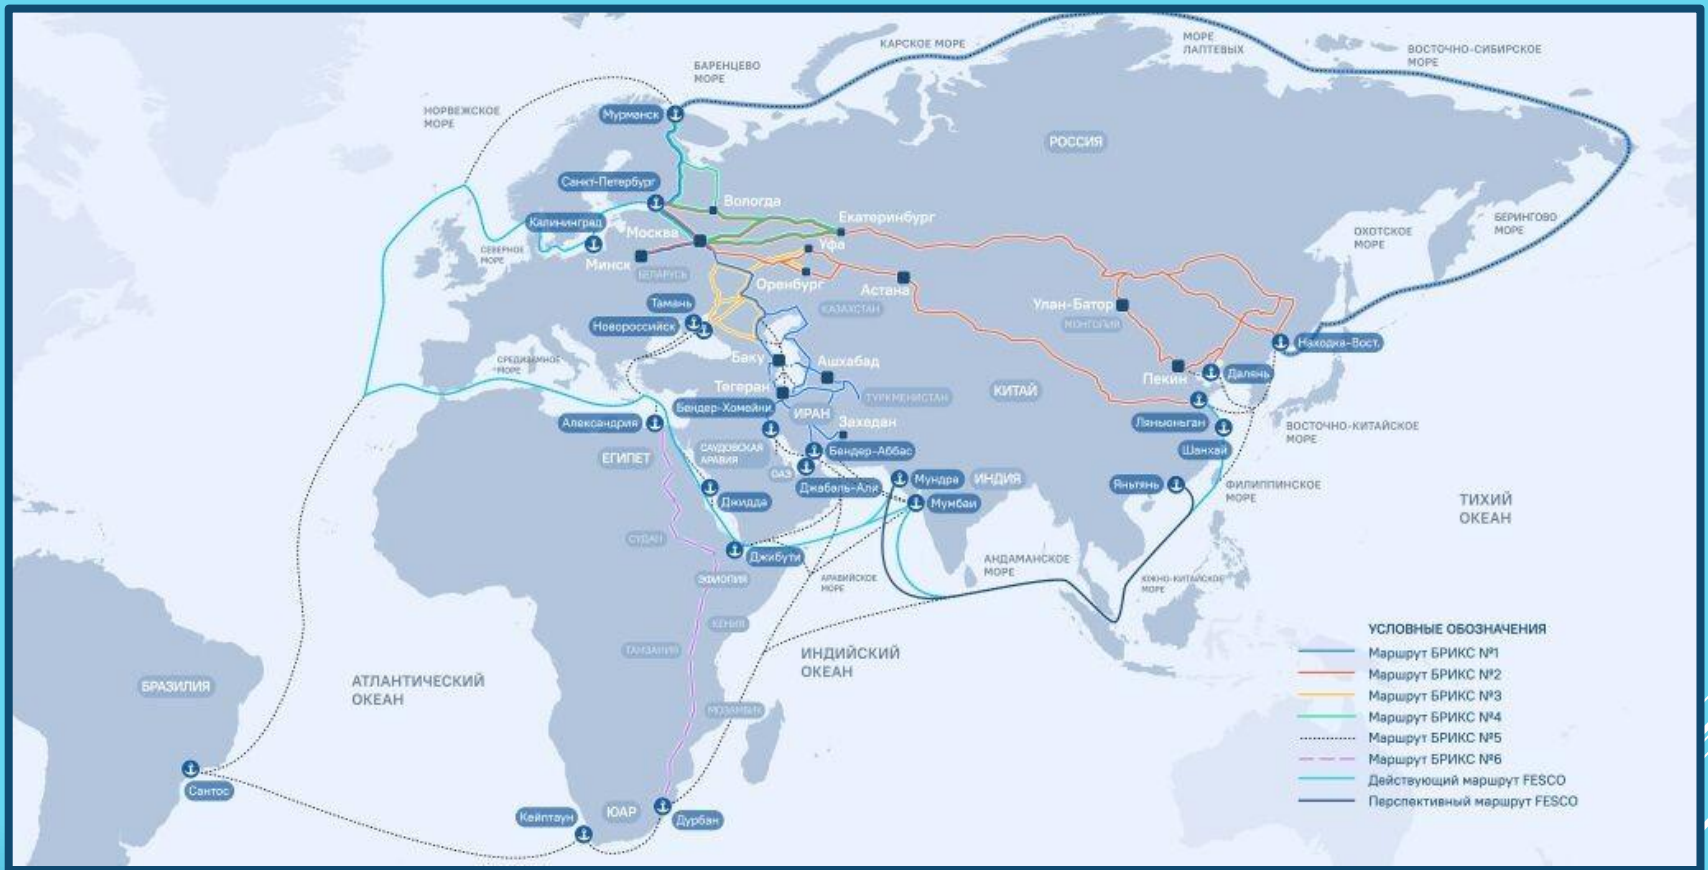 КАРСКОЕ МОРЕ
МОРЕ
ЛАПТЕВЫХ
ВОСТОЧНО-СИБИРСКОЕ
МОРЕ
БАРЕНЦЕВО
МОРЕ
НОРВЕЖСКОЕ
МОРЕ
Мурманск
РОССИЯ
Санкт-Петербург
Вологда
Калининград
Екатеринбург
БЕРИНГОВО
МОРЕ
ОХОТСКОЕ
МОРЕ
Москва
Уфа
СЕВЕРНОЕ
МОРЕ
Минск
БЕЛАРУСЬ
Оренбург
Астана
Тамань
КАЗАХСТАН
Улан-Батор
МОНГОЛИЯ
Новороссийск
Находка-Вост.
СРЕДИЗЕМНОЕ
МОРЕ
Баку
Ашхабад
Пекин
Далянь
Тегеран
ТУРКМЕНИСТАН
КИТАЙ
Бендер-Хомейни
ИРАН
Захедан
Александрия
Ляньюньган
ВОСТОЧНО-КИТАЙСКОЕ
МОРЕ
ЕГИПЕТ
САУДОВСКАЯ
АРАВИЯ
Бендер-Аббас
Шанхай
ОАЭ
Джабаль-Али
Мундра
ИНДИЯ
Яньтянь
ФИЛИППИНСКОЕ
МОРЕ
Джидда
Мумбаи
ТИХИЙ
ОКЕАН
СУДАН
Джибути
ЭФИОПИЯ
АРАВИЙСКОЕ
МОРЕ
АНДАМАНСКОЕ
МОРЕ
ЮЖНО-КИТАЙСКОЕ
МОРЕ
КЕНИЯ
ТАНЗАНИЯ
ИНДИЙСКИЙ
ОКЕАН
БРАЗИЛИЯ
АТЛАНТИЧЕСКИЙ
ОКЕАН
МОЗАМБИК
Сантос
Кейптаун
ЮАР
Дурбан
УСЛОВНЫЕ ОБОЗНАЧЕНИЯ
Маршрут БРИКС №1
Маршрут БРИКС №2
Маршрут БРИКС №3
Маршрут БРИКС №4
Маршрут БРИКС №5
Маршрут БРИКС №6
Действующий маршрут FESCO
Перспективный маршрут FESCO